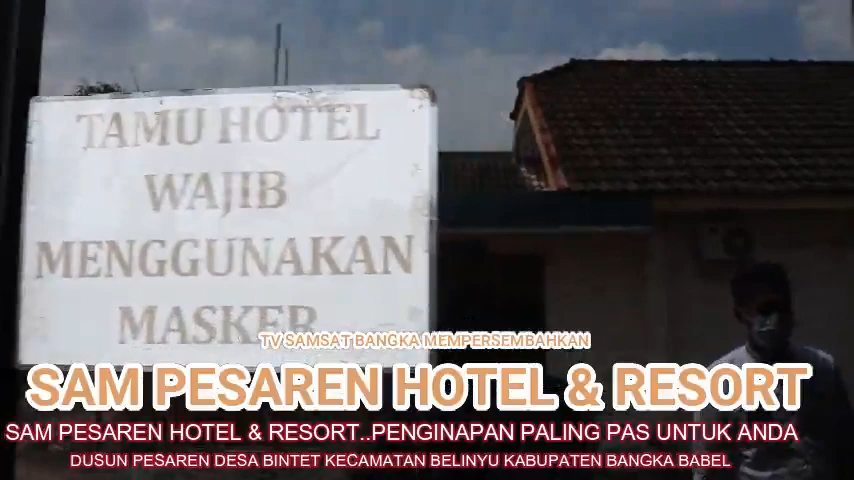 TAMU HOTEL
WAJIB
MENGGUNAKAN
MASKER
TV SAMSAT BANGKA MEMPERSEMBAHKAN
SAM PESAREN HOTEL & RESORT
SAM PESAREN HOTEL & RESORT..PENGINAPAN PALING PAS UNTUK ANDA
DUSUN PESAREN DESA BINTET KECAMATAN BELINYU KABUPATEN BANGKA BABEL